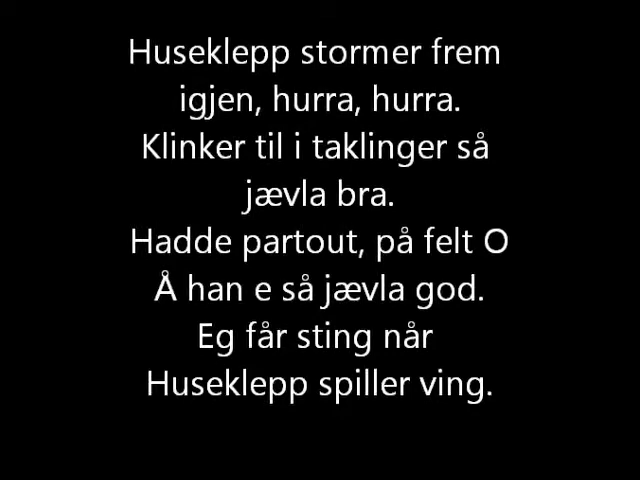 Huseklepp stormer frem
igjen, hurra, hurra.
Klinker til i taklinger så
jævla bra.
Hadde partout, på felt O
Å han e så jævla god.
Eg får sting når
Huseklepp spiller ving.